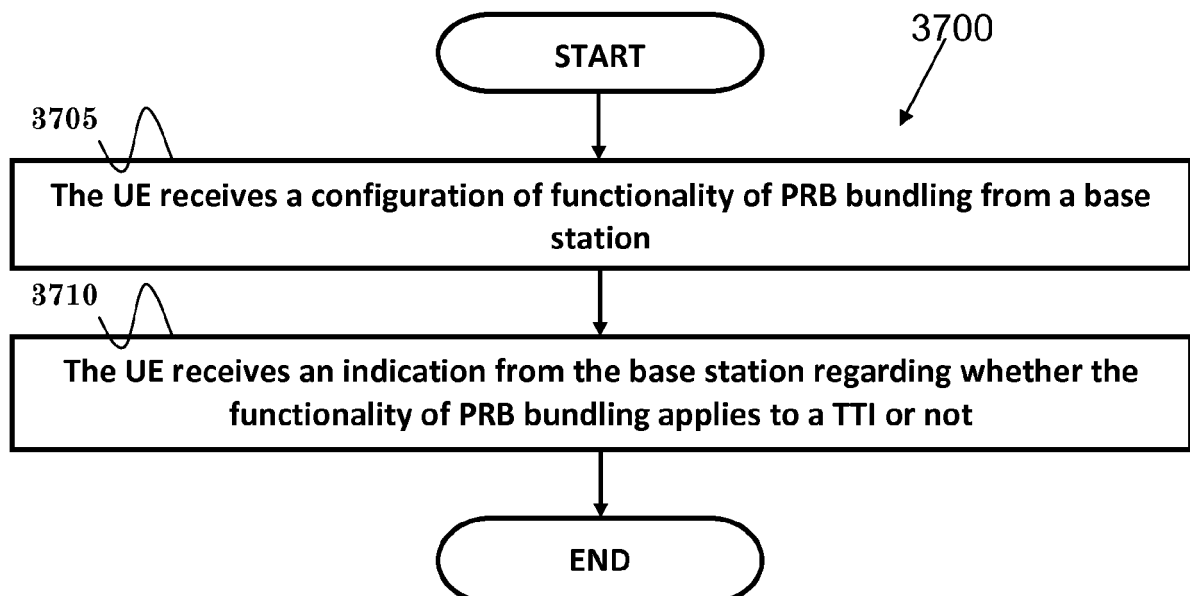 START
3700
3705
The UE receives a configuration of functionality of PRB bundling from a base
station
3710
The UE receives an indication from the base station regarding whether the
functionality of PRB bundling applies to a TTI or not
END